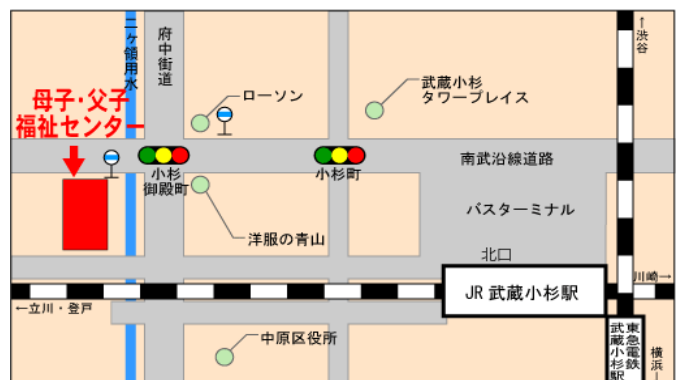 二ヶ領用水
府中街道
←渋谷
母子・父子
福祉センター
ローソン
武蔵小杉
タワープレイス
小杉
御殿町
小杉町
南武沿線道路
バスターミナル
洋服の青山
北口
JR 武蔵小杉駅
川崎→
←立川・登戸
中原区役所
東急電鉄
武蔵小杉駅
横浜